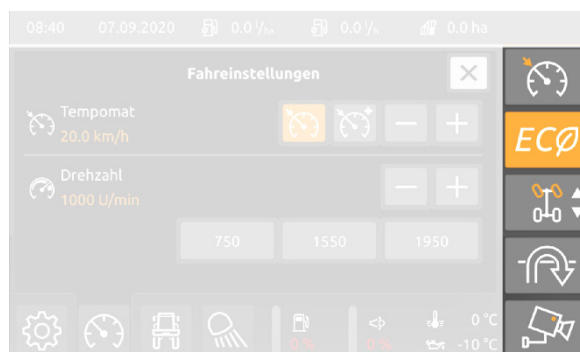 08:40 07.09.2020 0.0 l/ha 0.0 l/h 0.0 ha
Fahreinstellungen
Tempomat
20.0 km/h
ECO
Drehzahl
1000 U/min
750 1550 1950
0 % 0 % 0 °C
-10 °C